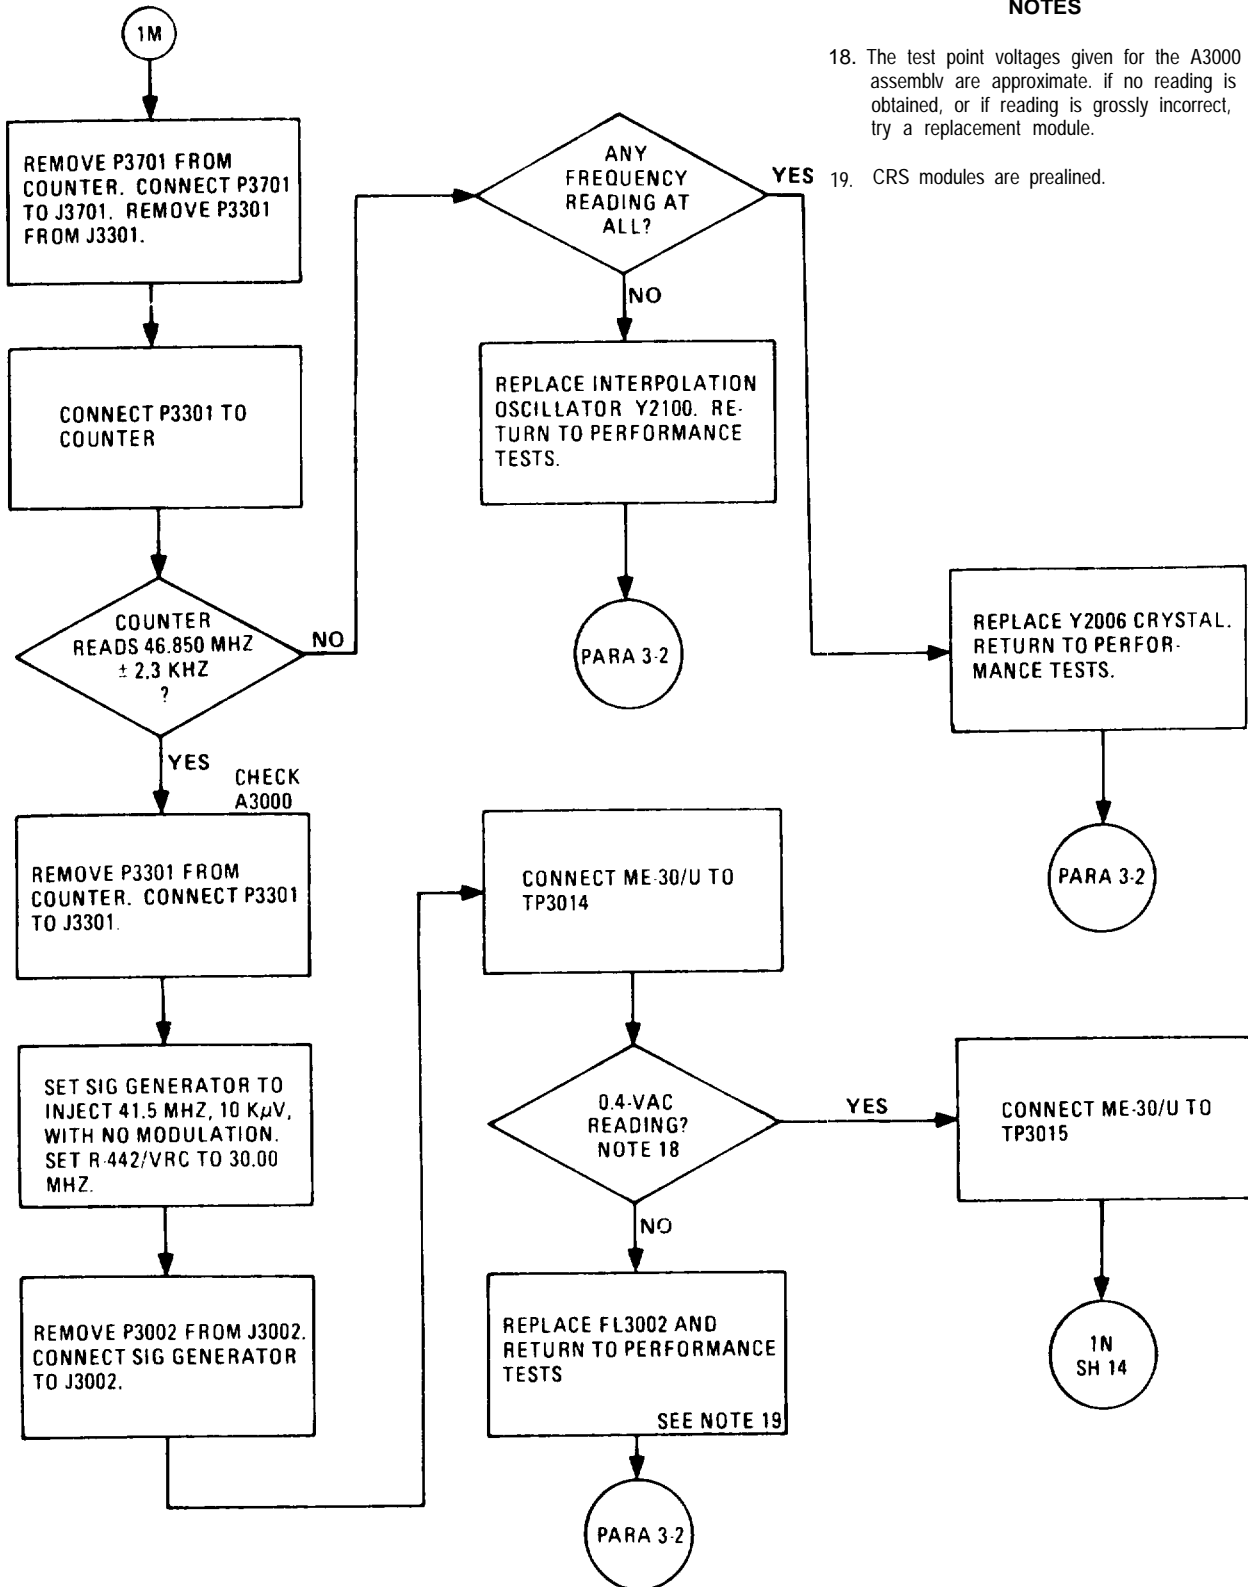 NOTES
18. The test point voltages given for the A3000
assemblv are approximate. if no reading is
obtained, or if reading is grossly incorrect,
try a replacement module.
19. CRS modules are prealined.
1M
REMOVE P3701 FROM
COUNTER. CONNECT P3701
TO J3701. REMOVE P3301
FROM J3301.
CONNECT P3301 TO
COUNTER
COUNTER
READS 46.850 MHZ
± 2.3 KHZ
?
NO
YES
ANY
FREQUENCY
READING AT
ALL?
YES
NO
REPLACE INTERPOLATION
OSCILLATOR Y2100. RE-
TURN TO PERFORMANCE
TESTS.
PARA 3-2
REPLACE Y2006 CRYSTAL.
RETURN TO PERFOR-
MANCE TESTS.
PARA 3-2
CHECK
A3000
REMOVE P3301 FROM
COUNTER. CONNECT P3301
TO J3301.
SET SIG GENERATOR TO
INJECT 41.5 MHZ, 10 KµV,
WITH NO MODULATION.
SET R-442/VRC TO 30.00
MHZ.
REMOVE P3002 FROM J3002.
CONNECT SIG GENERATOR
TO J3002.
CONNECT ME-30/U TO
TP3014
0.4-VAC
READING?
NOTE 18
YES
NO
CONNECT ME-30/U TO
TP3015
1N
SH 14
REPLACE FL3002 AND
RETURN TO PERFORMANCE
TESTS
SEE NOTE 19
PARA 3-2